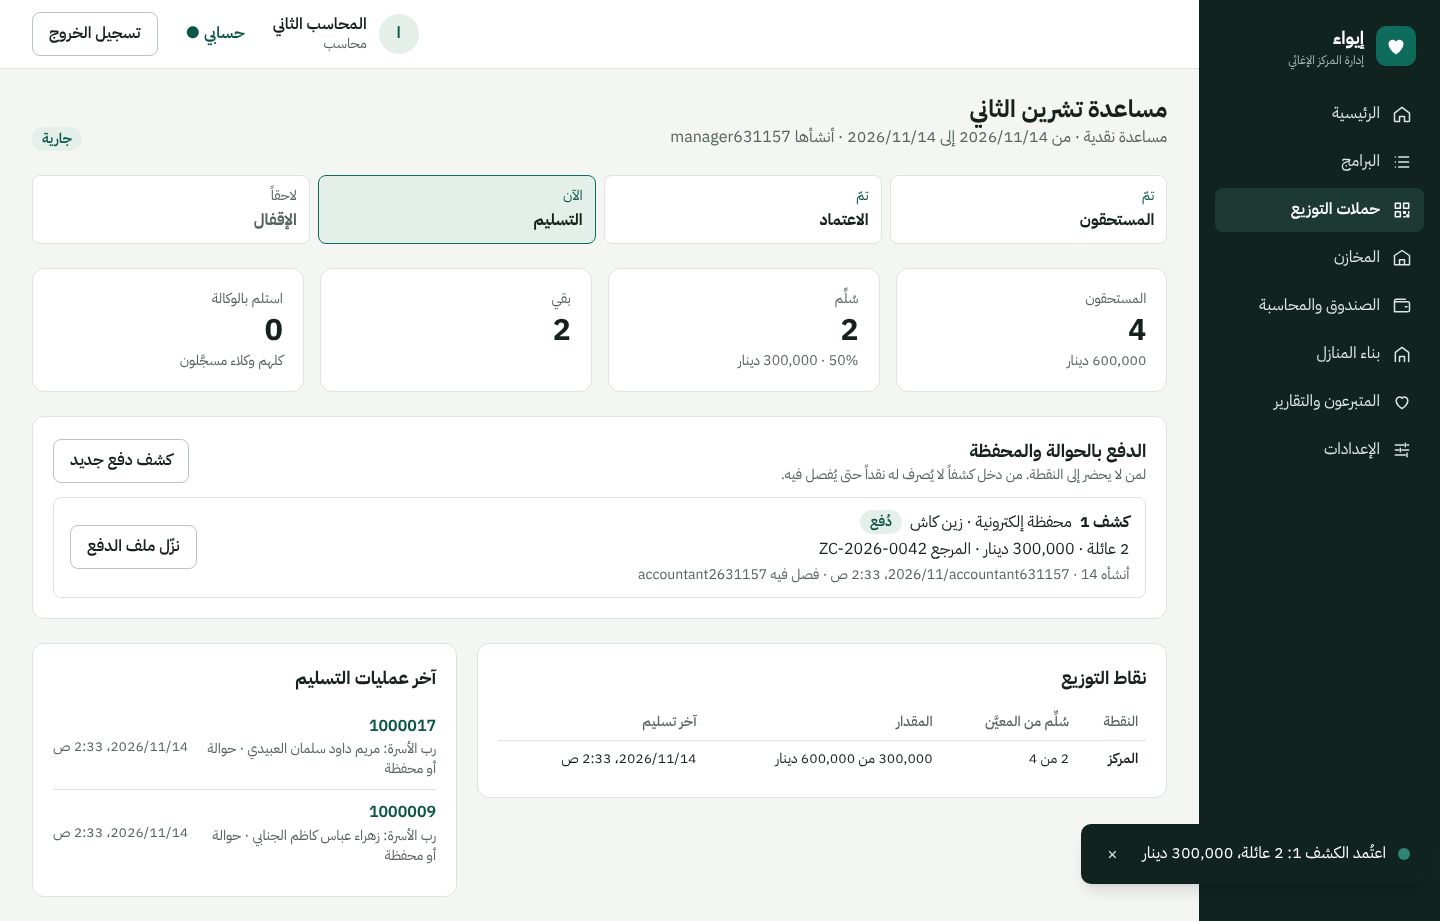 إيواء
إدارة المركز الإغاثي
الرئيسية
البرامج
حملات التوزيع
المخازن
الصندوق والمحاسبة
بناء المنازل
المتبرعون والتقارير
الإعدادات
ا
المحاسب الثاني
محاسب
حسابي
تسجيل الخروج
مساعدة تشرين الثاني
مساعدة نقدية · من 2026/11/14 إلى 2026/11/14 · أنشأها manager631157
جارية
تمّ
المستحقون
تمّ
الاعتماد
الآن
التسليم
لاحقاً
الإقفال
المستحقون
4
600,000 دينار
سُلِّم
2
50% · 300,000 دينار
بقي
2
استلم بالوكالة
0
كلهم وكلاء مسجَّلون
الدفع بالحوالة والمحفظة
لمن لا يحضر إلى النقطة. من دخل كشفاً لا يُصرف له نقداً حتى يُفصل فيه.
كشف دفع جديد
كشف 1 محفظة إلكترونية · زين كاش دُفع
2 عائلة · 300,000 دينار · المرجع ZC-2026-0042
أنشأه accountant631157 · 14/2026/11، 2:33 ص · فصل فيه accountant2631157
نزّل ملف الدفع
نقاط التوزيع
النقطة سُلِّم من المعيَّن المقدار آخر تسليم
المركز 2 من 4 300,000 من 600,000 دينار 2026/11/14، 2:33 ص
آخر عمليات التسليم
1000017
رب الأسرة: مريم داود سلمان العبيدي · حوالة
أو محفظة
2026/11/14، 2:33 ص
1000009
رب الأسرة: زهراء عباس كاظم الجنابي · حوالة
أو محفظة
2026/11/14، 2:33 ص
اعتُمد الكشف 1: 2 عائلة، 300,000 دينار ×